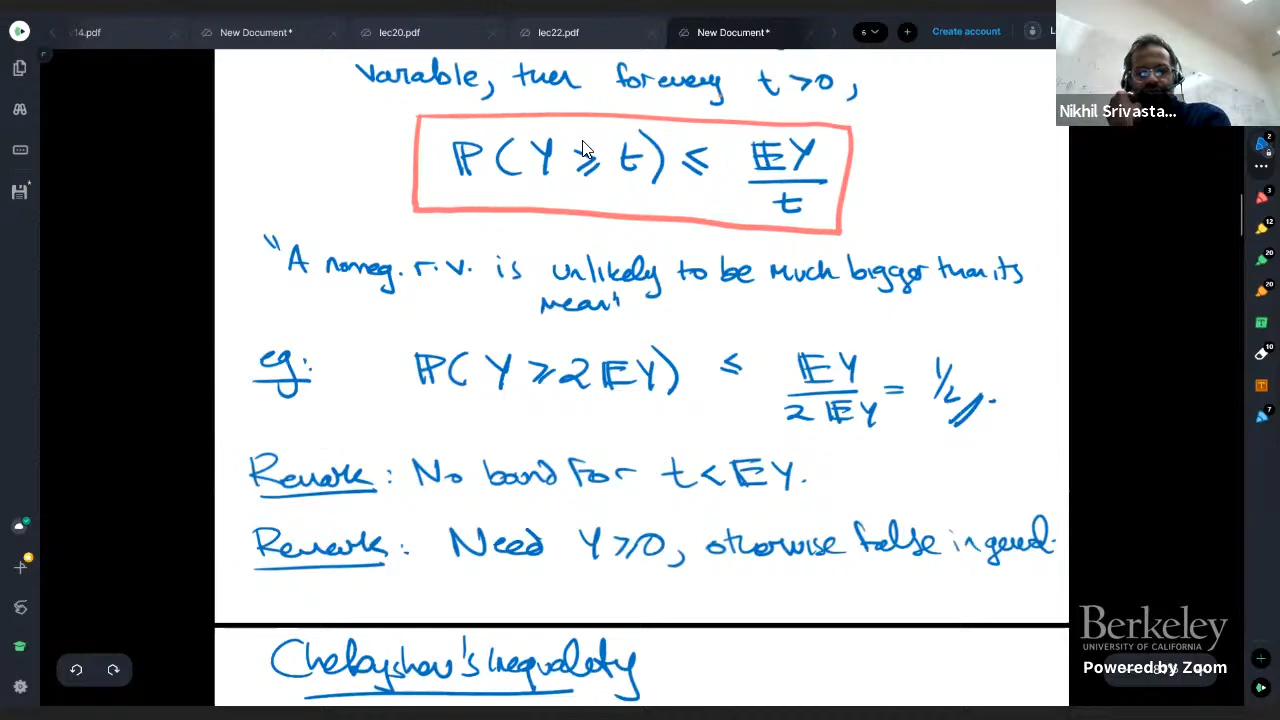 v14.pdf
New Document*
lec20.pdf
lec22.pdf
New Document*
6
Create account
Nikhil Srivasta...
variable, then for every t > 0,
P(Y ⩾ t) ⩽ EY / t
"A nonneg. r.v. is unlikely to be much bigger than its
mean"
eg: P(Y ⩾ 2EY) ⩽ EY / 2EY = 1/2.
Remark: No bound for t < EY.
Remark: Need Y ⩾ 0, otherwise false in general.
Chebyshev's Inequality
Berkeley
UNIVERSITY OF CALIFORNIA
Powered by Zoom